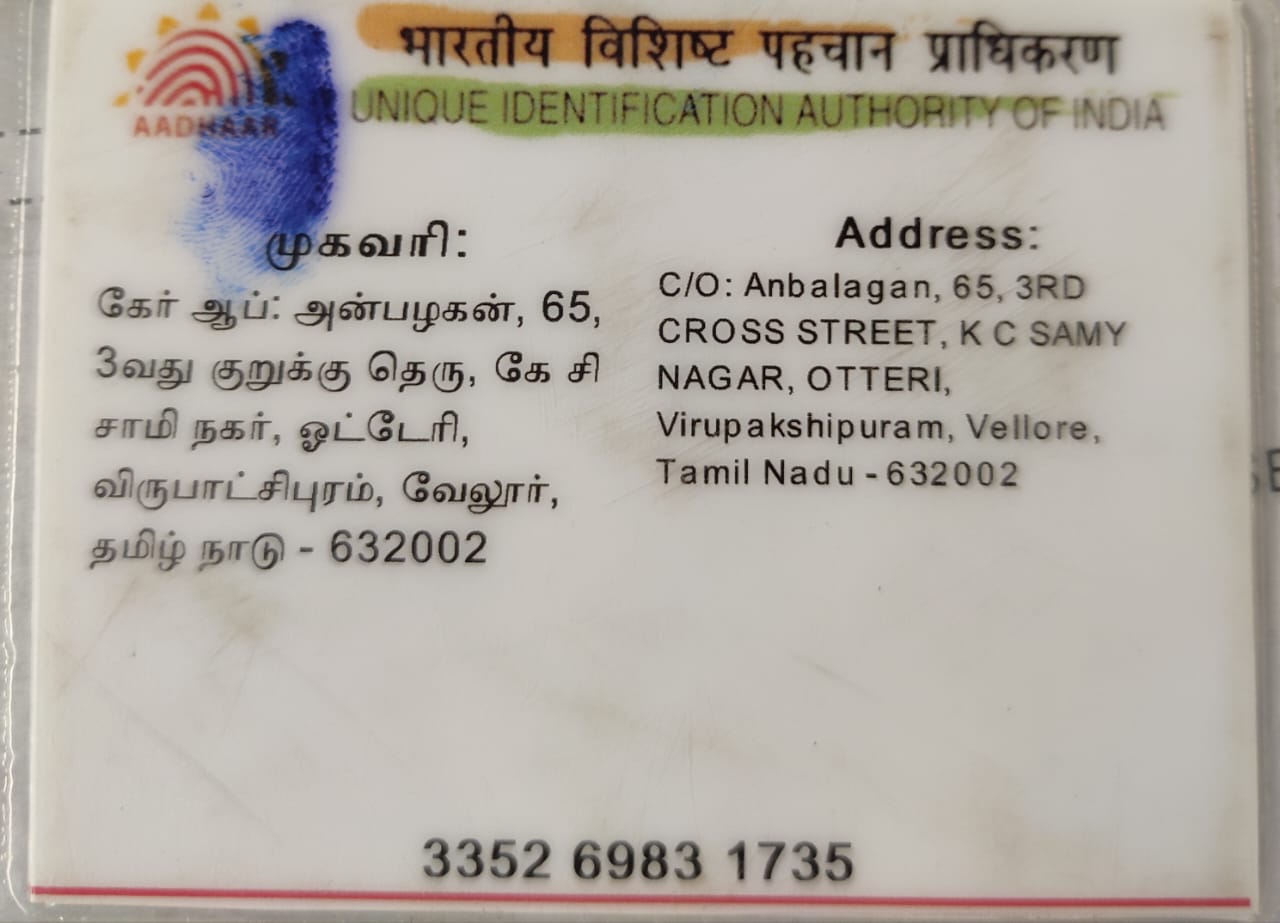 भारतीय विशिष्ट पहचान प्राधिकरण
UNIQUE IDENTIFICATION AUTHORITY OF INDIA
AADHAAR
முகவரி:
கேர் ஆப்: அன்பழகன், 65,
3வது குறுக்கு தெரு, கே சி
சாமி நகர், ஓட்டேரி,
விருபாட்சிபுரம், வேலூர்,
தமிழ் நாடு - 632002
Address:
C/O: Anbalagan, 65, 3RD
CROSS STREET, K C SAMY
NAGAR, OTTERI,
Virupakshipuram, Vellore,
Tamil Nadu - 632002
3352 6983 1735